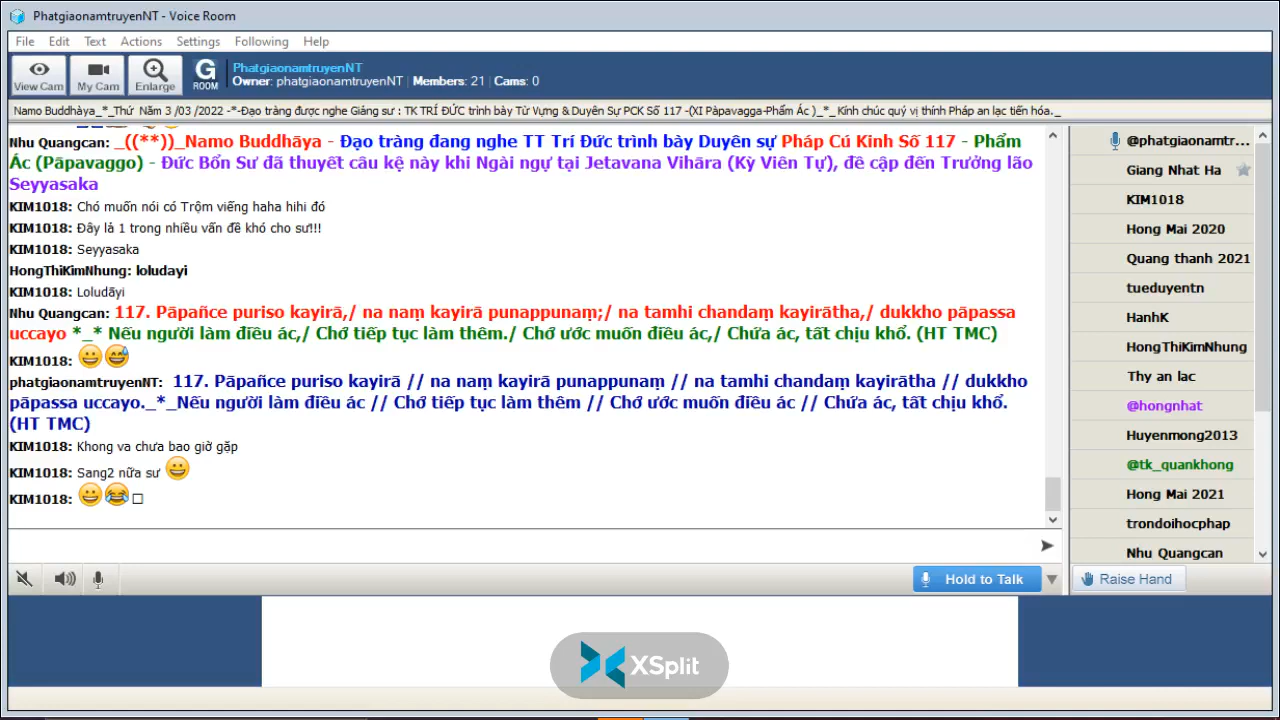 PhatgiaonamtruyenNT - Voice Room
File Edit Text Actions Settings Following Help
View Cam My Cam Enlarge G ROOM
PhatgiaonamtruyenNT
Owner: phatgiaonamtruyenNT | Members: 21 | Cams: 0
Namo Buddhàya_*_Thứ Năm 3 /03 /2022 -*-Đạo tràng được nghe Giảng sư : TK TRÍ ĐỨC trình bày Từ Vựng & Duyên Sự PCK Số 117 -(XI Pàpavagga-Phẩm Ác )_*_Kính chúc quý vị thính Pháp an lạc tiến hóa._
Nhu Quangcan: _((**))_Namo Buddhāya - Đạo tràng đang nghe TT Trí Đức trình bày Duyên sự Pháp Cú Kinh Số 117 - Phẩm
Ác (Pāpavaggo) - Đức Bổn Sư đã thuyết câu kệ này khi Ngài ngự tại Jetavana Vihāra (Kỳ Viên Tự), đề cập đến Trưởng lão
Seyyasaka
KIM1018: Chó muốn nói có Trộm viếng haha hihi đó
KIM1018: Đây là 1 trong nhiều vấn đề khó cho sư!!!
KIM1018: Seyyasaka
HongThiKimNhung: loludayi
KIM1018: Loludāyi
Nhu Quangcan: 117. Pāpañce puriso kayirā,/ na naṃ kayirā punappunaṃ;/ na tamhi chandaṃ kayirātha,/ dukkho pāpassa
uccayo *_* Nếu người làm điều ác,/ Chớ tiếp tục làm thêm./ Chớ ước muốn điều ác,/ Chứa ác, tất chịu khổ. (HT TMC)
KIM1018: 😀😅
phatgiaonamtruyenNT: 117. Pāpañce puriso kayirā // na naṃ kayirā punappunaṃ // na tamhi chandaṃ kayirātha // dukkho
pāpassa uccayo._*_Nếu người làm điều ác // Chớ tiếp tục làm thêm // Chớ ước muốn điều ác // Chứa ác, tất chịu khổ.
(HT TMC)
KIM1018: Khong va chưa bao giờ gặp
KIM1018: Sang2 nữa sư 😀
KIM1018: 😀😂□
@phatgiaonamtr...
Giang Nhat Ha
KIM1018
Hong Mai 2020
Quang thanh 2021
tueduyentn
HanhK
HongThiKimNhung
Thy an lac
@hongnhat
Huyenmong2013
@tk_quankhong
Hong Mai 2021
trondoihocphap
Nhu Quangcan
Hold to Talk
Raise Hand
XSplit